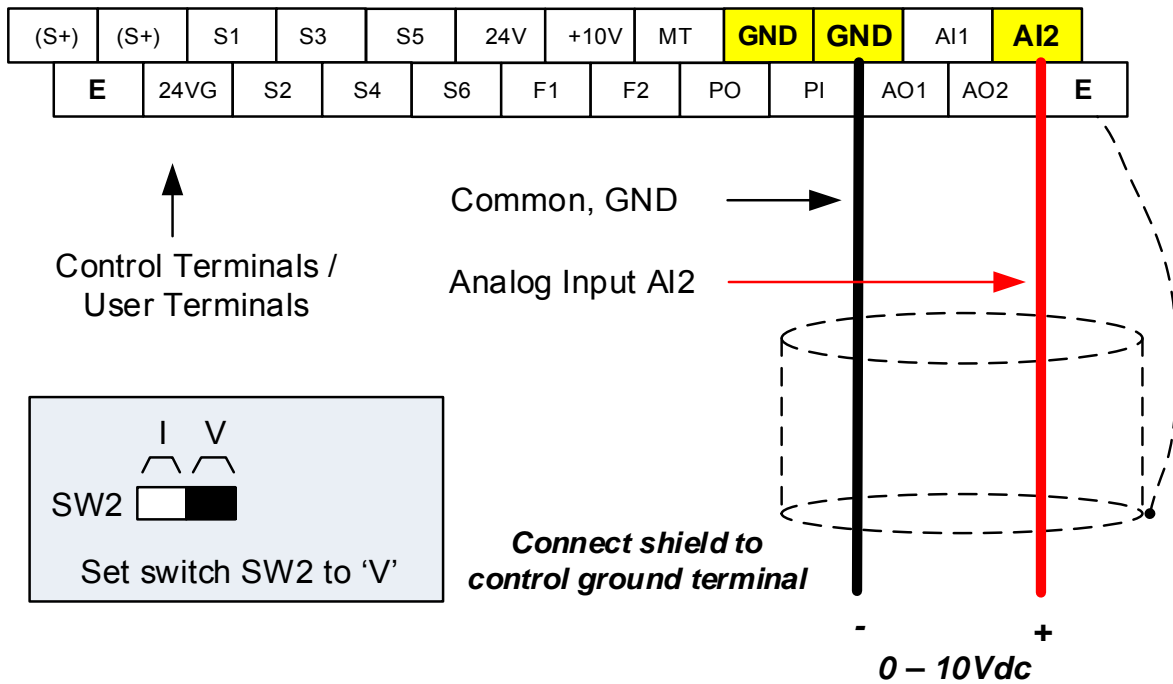 (S+) (S+) S1 S3 S5 24V +10V MT GND GND AI1 AI2
E 24VG S2 S4 S6 F1 F2 PO PI AO1 AO2 E
Common, GND
Control Terminals /
User Terminals
Analog Input AI2
I V
SW2
Set switch SW2 to ‘V’
Connect shield to
control ground terminal
- +
0 – 10Vdc